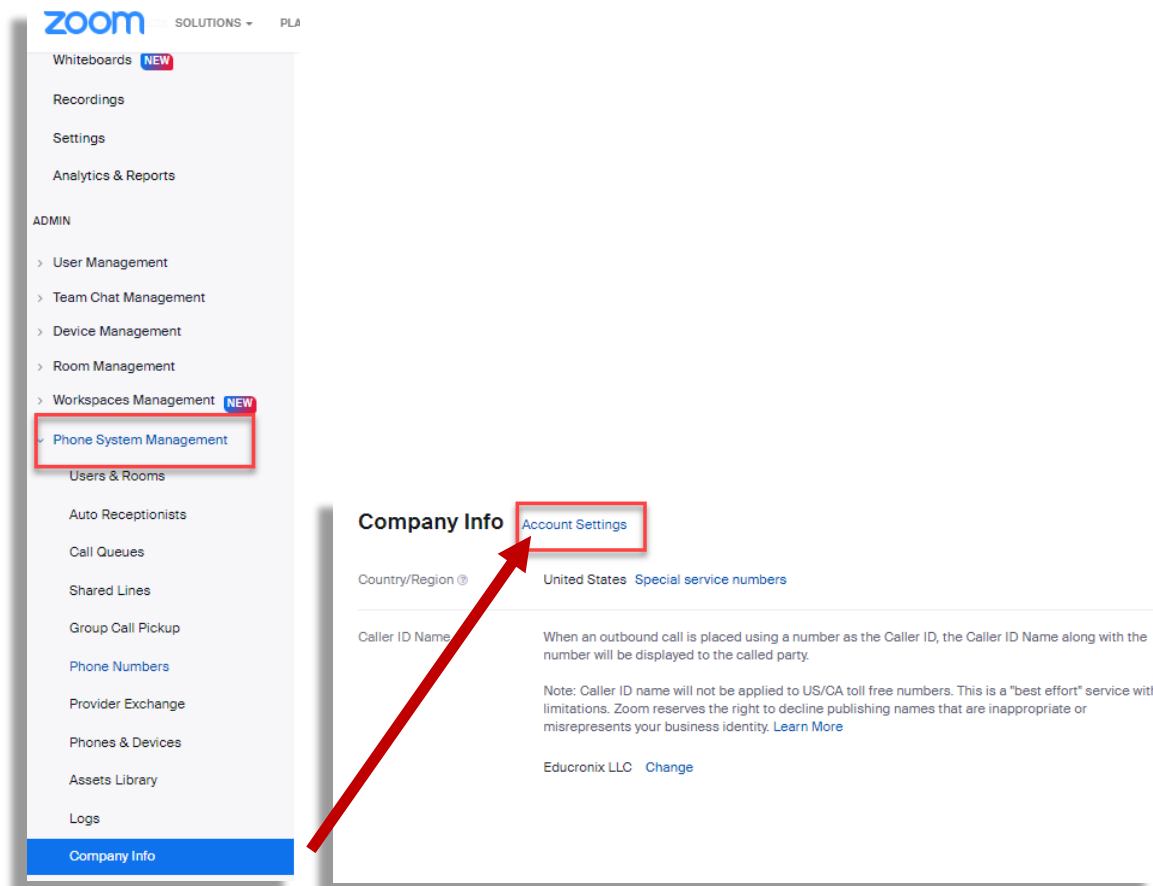 zoom SOLUTIONS PLA
Whiteboards NEW
Recordings
Settings
Analytics & Reports
ADMIN
User Management
Team Chat Management
Device Management
Room Management
Workspaces Management NEW
Phone System Management
Users & Rooms
Auto Receptionists
Call Queues
Shared Lines
Group Call Pickup
Phone Numbers
Provider Exchange
Phones & Devices
Assets Library
Logs
Company Info
Company Info Account Settings
Country/Region United States Special service numbers
Caller ID Name When an outbound call is placed using a number as the Caller ID, the Caller ID Name along with the
number will be displayed to the called party.
Note: Caller ID name will not be applied to US/CA toll free numbers. This is a "best effort" service with
limitations. Zoom reserves the right to decline publishing names that are inappropriate or
misrepresents your business identity. Learn More
Educronix LLC Change